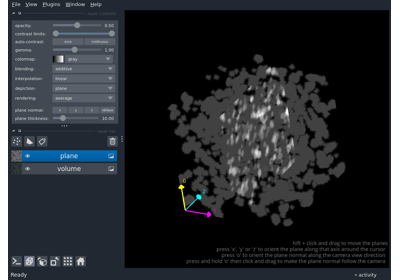 File View Plugins Window Help
opacity: 0.50
contrast limits:
auto-contrast: once continuous
gamma: 1.00
colormap: gray
blending: additive
interpolation: linear
depiction: plane
rendering: average
plane normal: x y z oblique
plane thickness: 10.00
plane
volume
shift + click and drag to move the planes
press 'x', 'y' or 'z' to orient the plane along that axis around the cursor
press 'o' to orient the plane normal along the camera view direction
press and hold 'o' then click and drag to make the plane normal follow the camera
Ready
activity